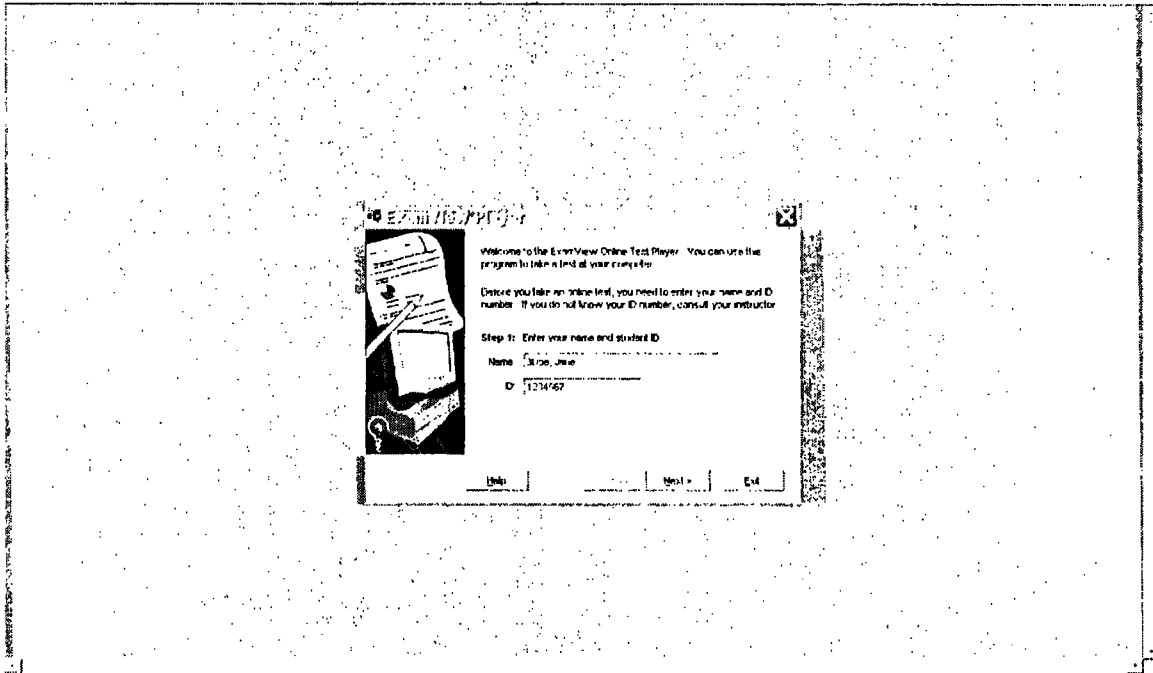 ExamView Player
Welcome to the ExamView Online Test Player. You can use this
program to take a test at your computer.
Before you take an online test, you need to enter your name and ID
number. If you do not know your ID number, consult your instructor
Step 1: Enter your name and student ID
Name
ID: 1234567
Help
Next >
Exit